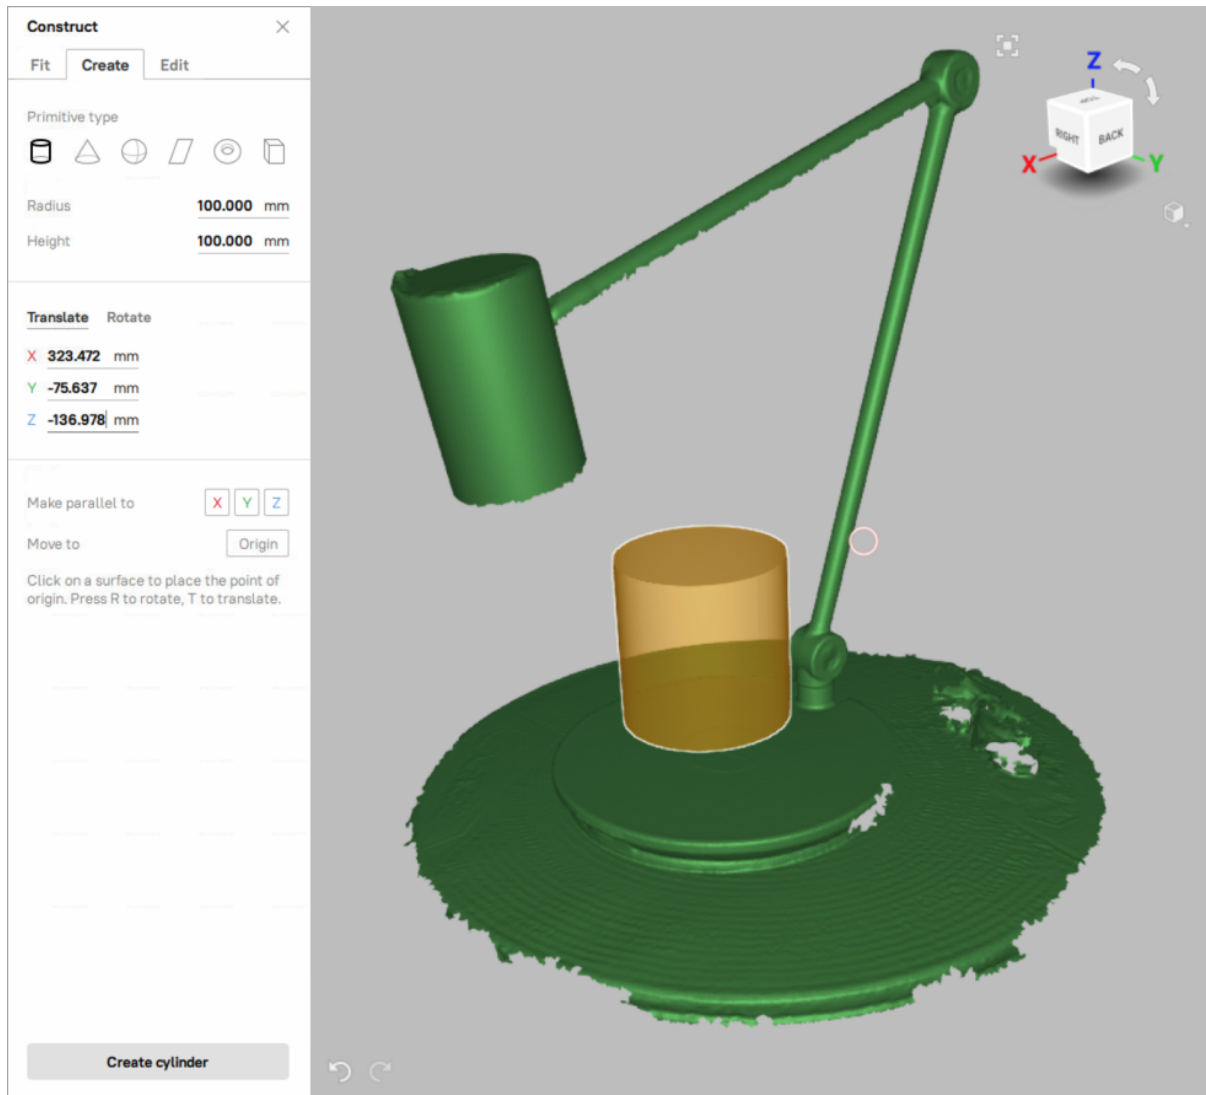 Construct
Fit Create Edit
Primitive type
Radius 100.000 mm
Height 100.000 mm
Translate Rotate
X 323.472 mm
Y -75.637 mm
Z -136.978 mm
Make parallel to X Y Z
Move to Origin
Click on a surface to place the point of
origin. Press R to rotate, T to translate.
Create cylinder
Z
TOP
RIGHT BACK
X Y